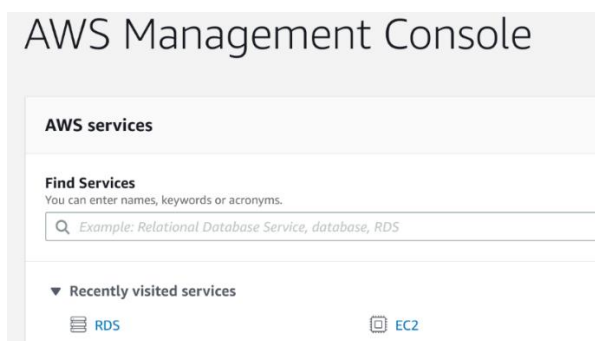 AWS Management Console
AWS services
Find Services
You can enter names, keywords or acronyms.
Example: Relational Database Service, database, RDS
Recently visited services
RDS EC2